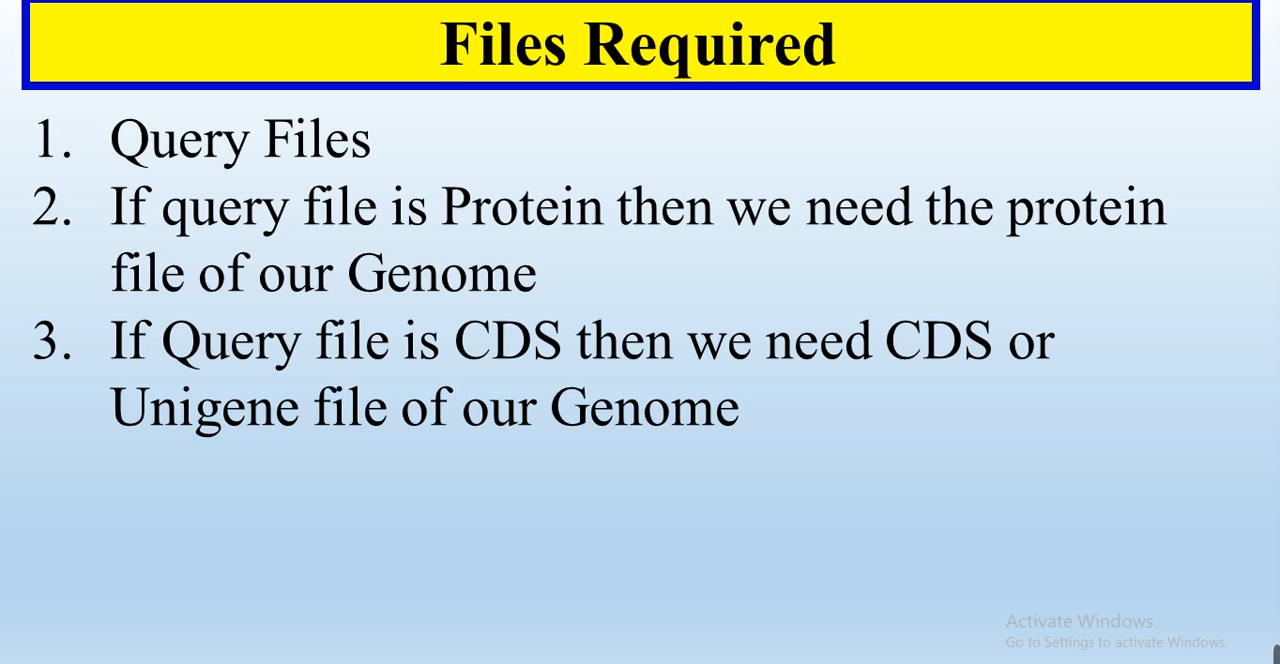 Files Required
1. Query Files
2. If query file is Protein then we need the protein
file of our Genome
3. If Query file is CDS then we need CDS or
Unigene file of our Genome
Activate Windows
Go to Settings to activate Windows.